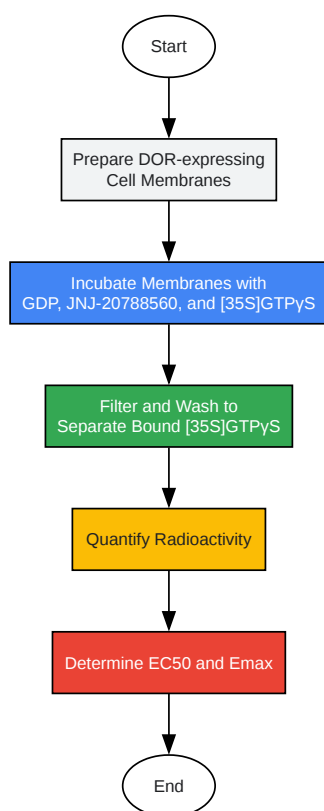 Start
Prepare DOR-expressing
Cell Membranes
Incubate Membranes with
GDP, JNJ-20788560, and [35S]GTPγS
Filter and Wash to
Separate Bound [35S]GTPγS
Quantify Radioactivity
Determine EC50 and Emax
End